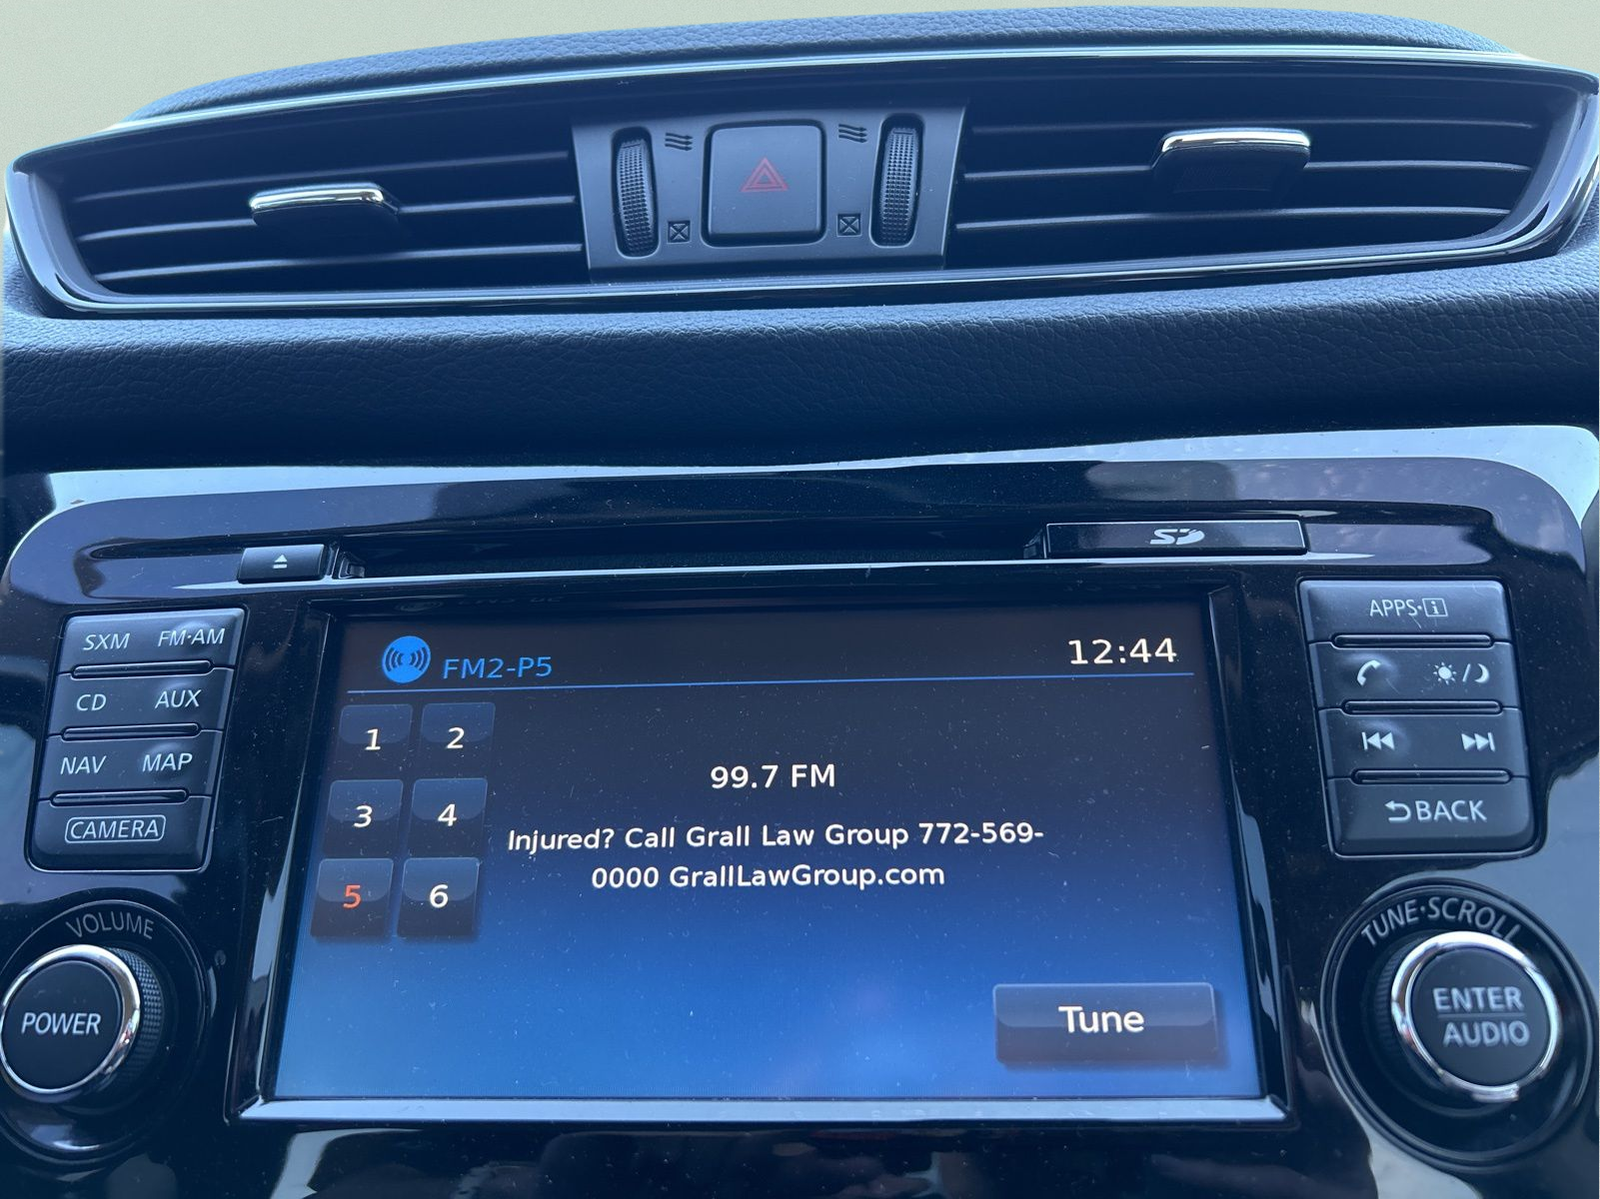 SD
SXM FM·AM
CD AUX
NAV MAP
CAMERA
VOLUME
POWER
FM2-P5
12:44
1 2
3 4
5 6
99.7 FM
Injured? Call Grall Law Group 772-569-
0000 GrallLawGroup.com
Tune
APPS·i
BACK
TUNE·SCROLL
ENTER
AUDIO